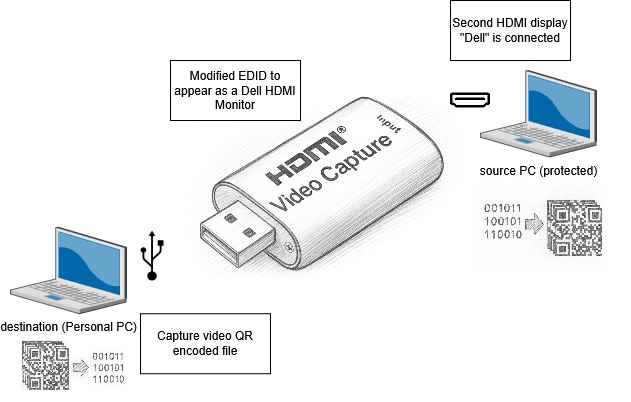 Second HDMI display
"Dell" is connected
Modified EDID to
appear as a Dell HDMI
Monitor
Input
HDMI®
Video Capture
source PC (protected)
001011
100101
110010
destination (Personal PC)
Capture video QR
encoded file
001011
100101
110010